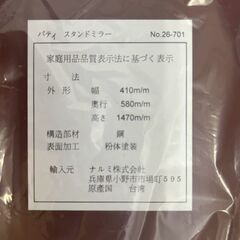 パティ スタンドミラー No.26-701
家庭用品品質表示法に基づく表示
寸法
外形 幅 410m/m
奥行 580m/m
高さ 1470m/m
構造部材 鋼
表面加工 粉体塗装
輸入元 ナルミ株式会社
兵庫県小野市市場町595
原産国 台湾